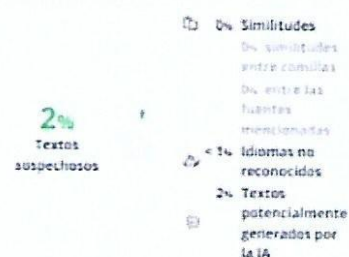 2%
Textos
sospechosos
0% Similitudes
0% similitudes
entre comillas
0% entre las
fuentes
mencionadas
< 1% Idiomas no
reconocidos
2% Textos
potencialmente
generados por
la IA